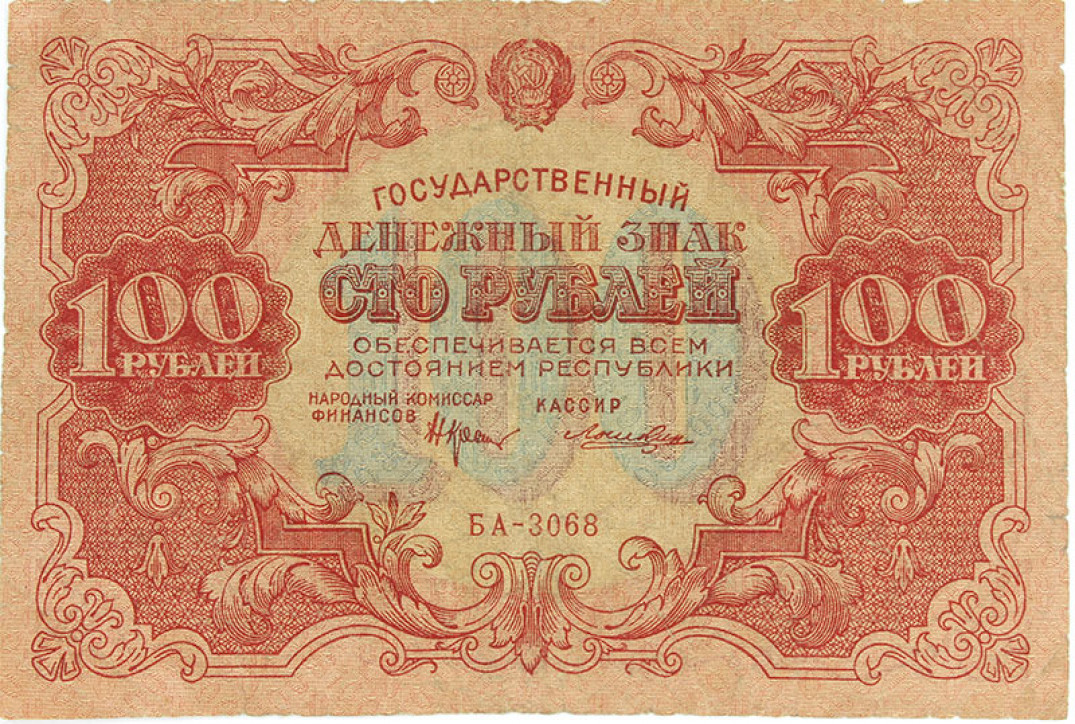 ГОСУДАРСТВЕННЫЙ
ДЕНЕЖНЫЙ ЗНАК
СТО РУБЛЕЙ
100
100 РУБЛЕЙ
100 РУБЛЕЙ
ОБЕСПЕЧИВАЕТСЯ ВСЕМ
ДОСТОЯНИЕМ РЕСПУБЛИКИ
НАРОДНЫЙ КОМИССАР
ФИНАНСОВ
КАССИР
БА-3068